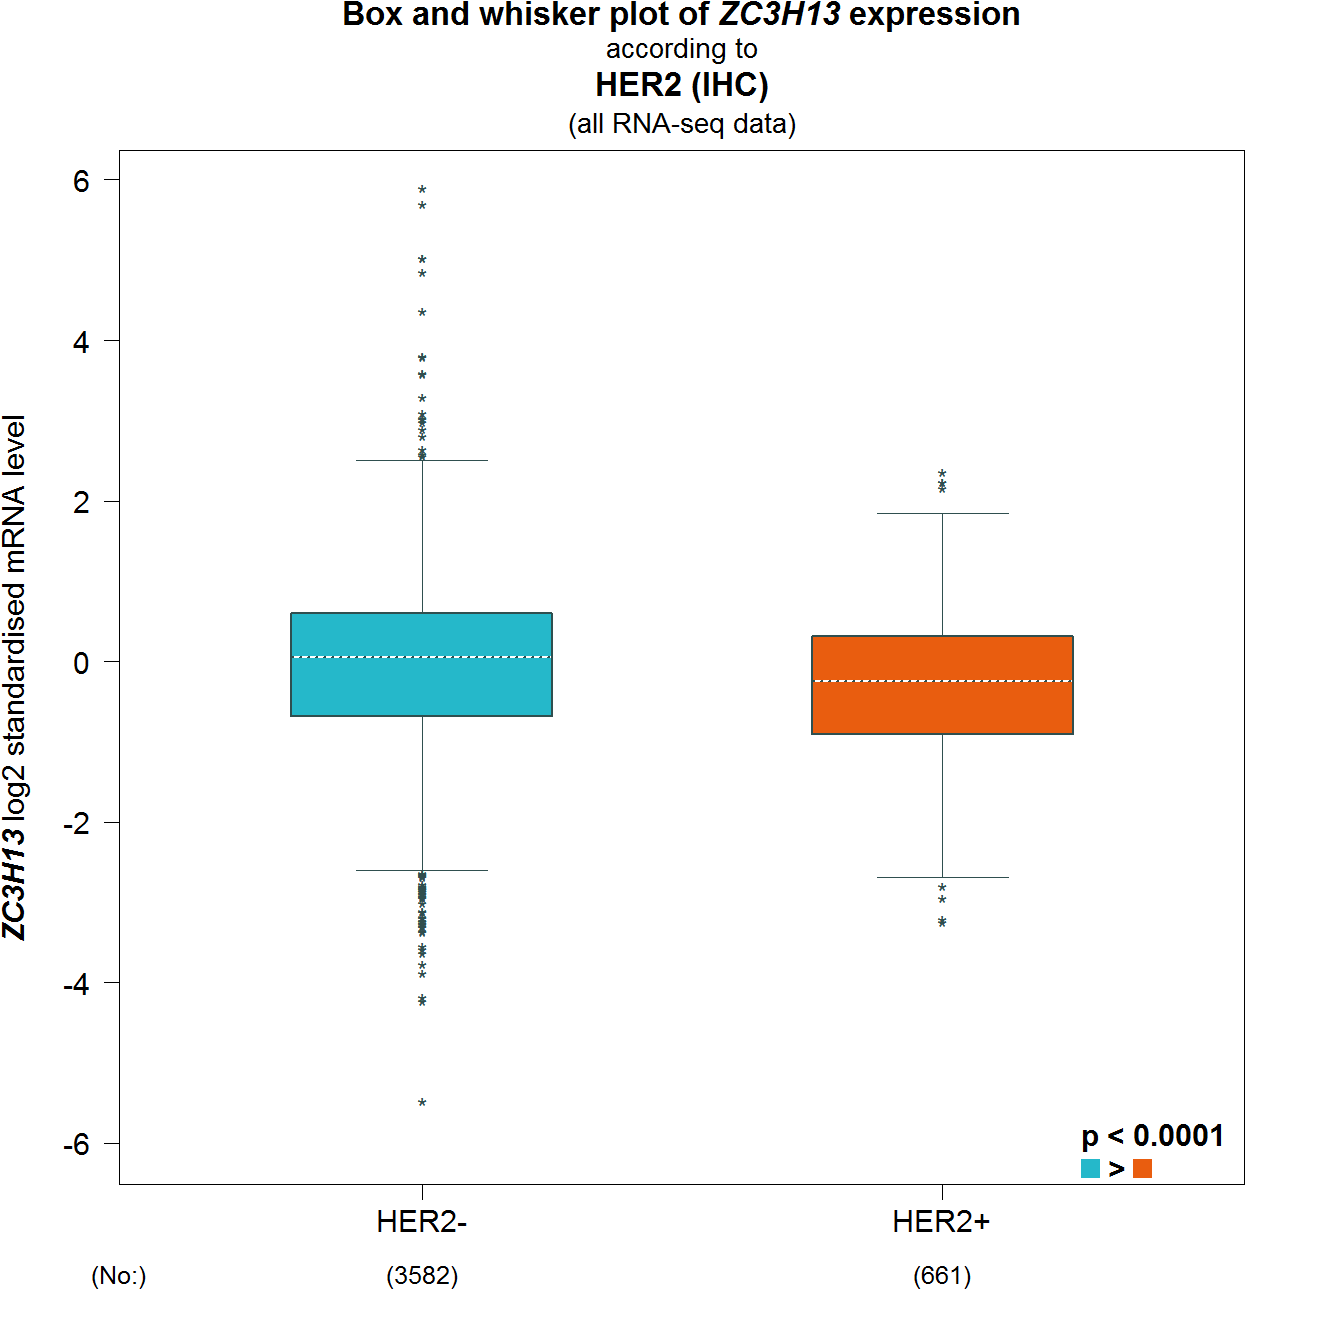 Box and whisker plot of ZC3H13 expression
according to
HER2 (IHC)
(all RNA-seq data)
ZC3H13 log2 standardised mRNA level
6
4
2
0
-2
-4
-6
p < 0.0001
>
HER2- HER2+
(No:) (3582) (661)